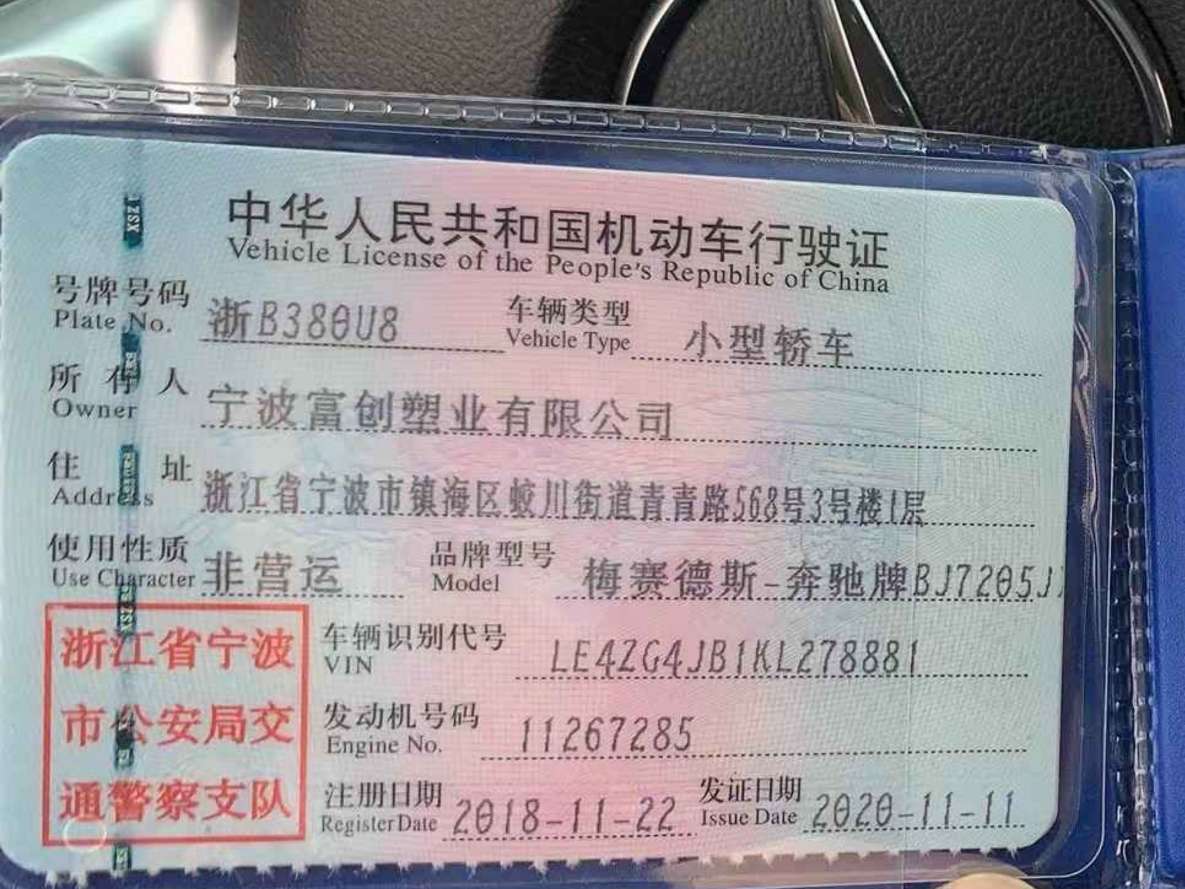 中华人民共和国机动车行驶证
Vehicle License of the People's Republic of China
号牌号码 浙B380U8 车辆类型 小型轿车
Plate No. Vehicle Type
所有人 宁波富创塑业有限公司
Owner
住址 浙江省宁波市镇海区蛟川街道青青路568号3号楼1层
Address
使用性质 非营运 品牌型号 梅赛德斯-奔驰牌BJ7205J
Use Character Model
浙江省宁波
市公安局交
通警察支队
车辆识别代号 LE4ZG4JB1KL278881
VIN
发动机号码 11267285
Engine No.
注册日期 2018-11-22 发证日期 2020-11-11
Register Date Issue Date